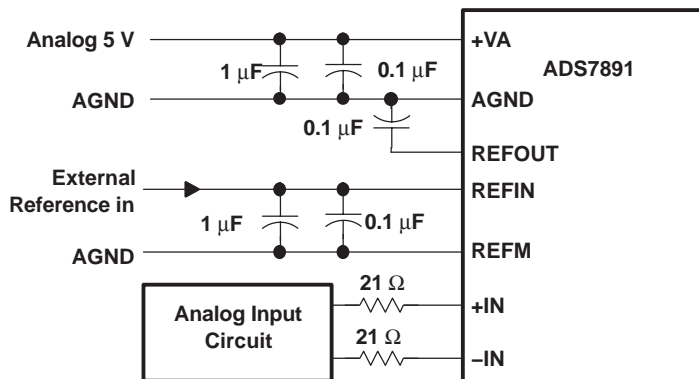 Analog 5 V
+VA
1 μF
0.1 μF
ADS7891
AGND
AGND
0.1 μF
REFOUT
External
Reference in
REFIN
1 μF
0.1 μF
AGND
REFM
21 Ω
+IN
Analog Input
Circuit
21 Ω
−IN